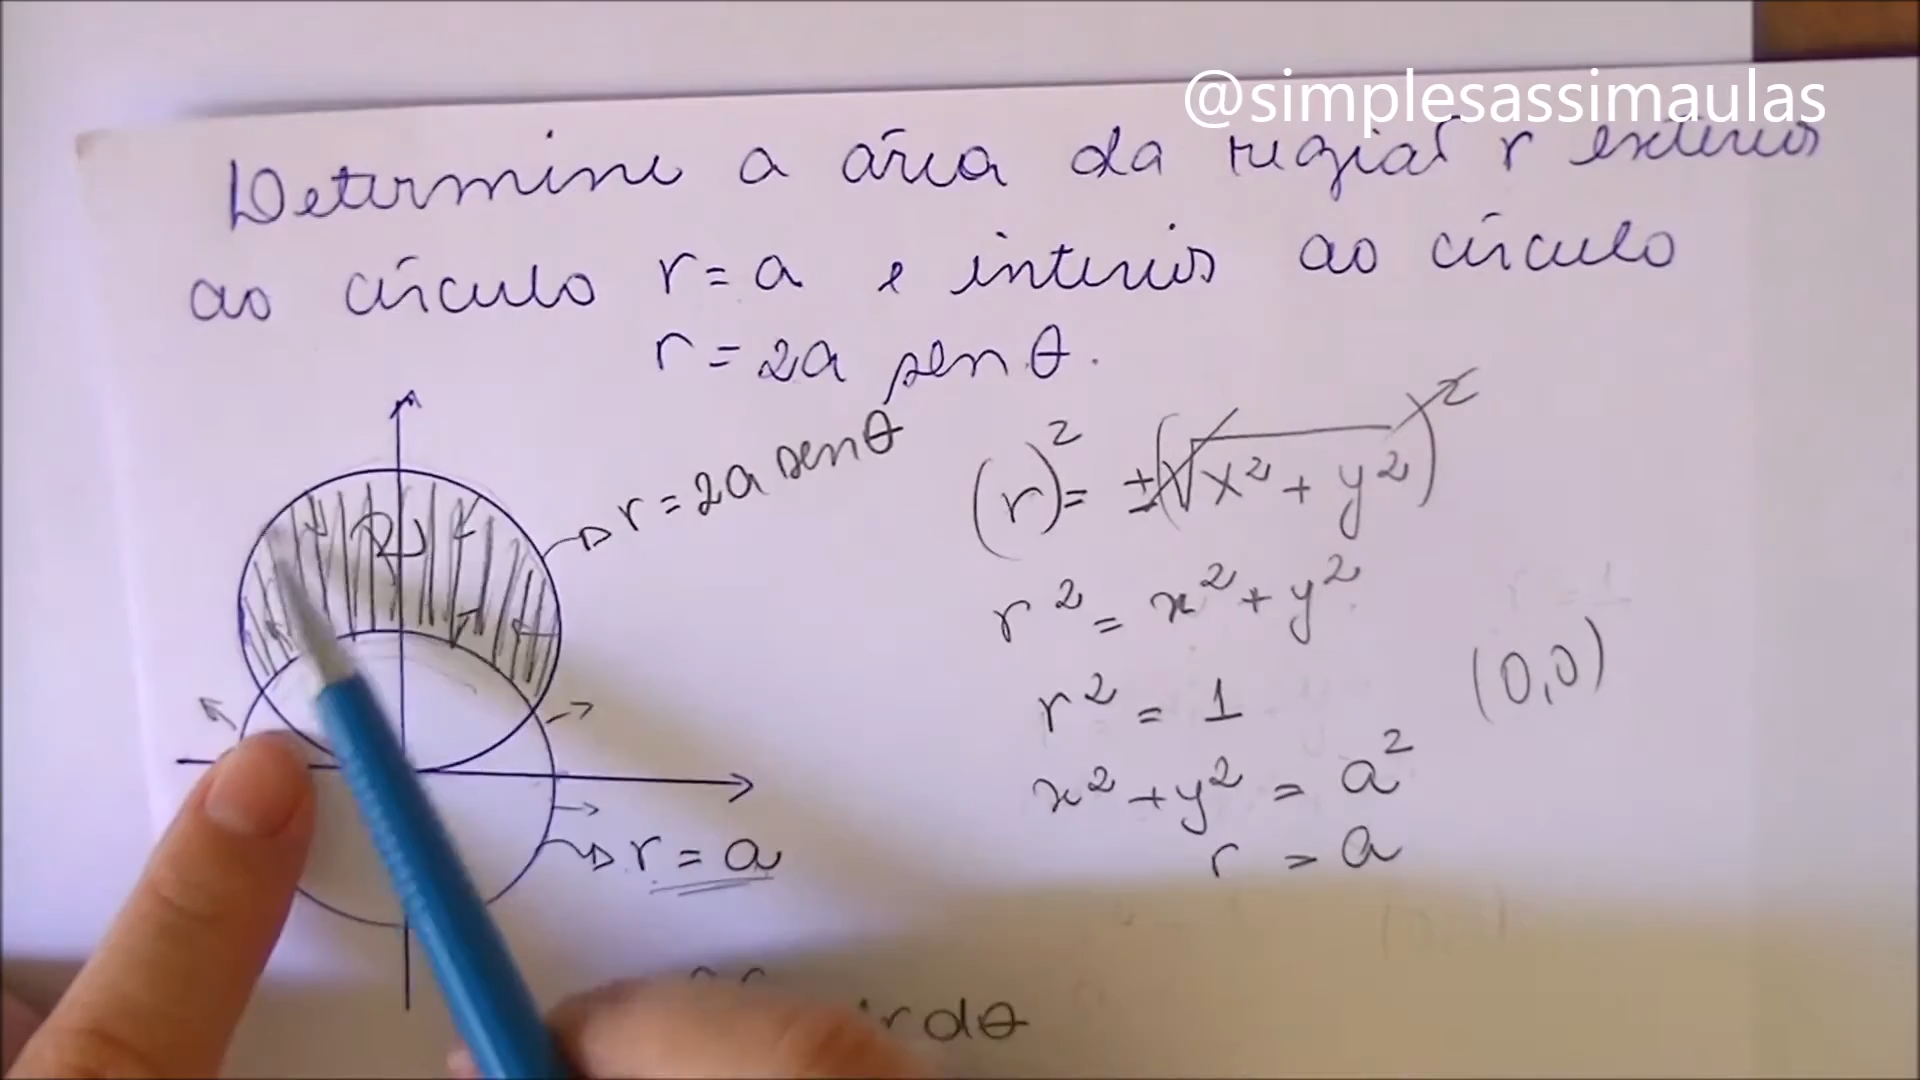 @simplesassimaulas
Determine a área da região r exterior
ao círculo r = a e interior ao círculo
r = 2a sen θ.
r = 2a sen θ
(r)² = ±(√x² + y²)²
r² = x² + y²
r² = 1
(0,0)
x² + y² = a²
r = a
r = a
r dθ